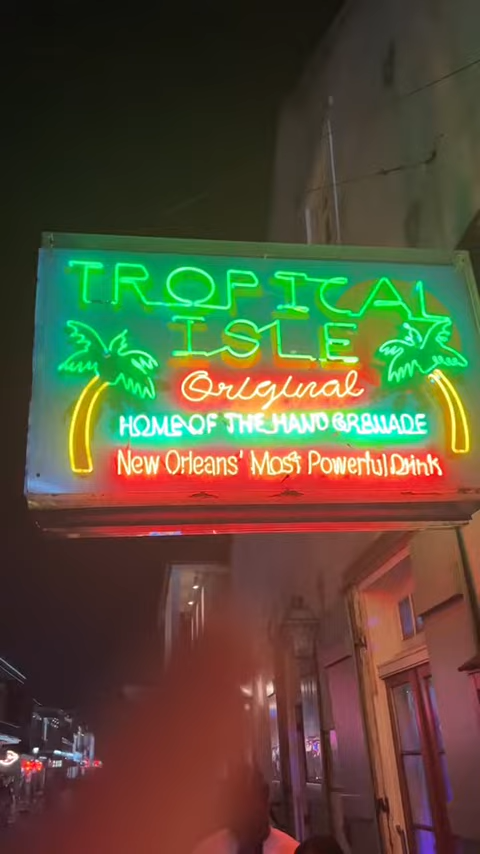 TROPICAL
ISLE
Original
HOME OF THE HAND GRENADE
New Orleans' Most Powerful Drink